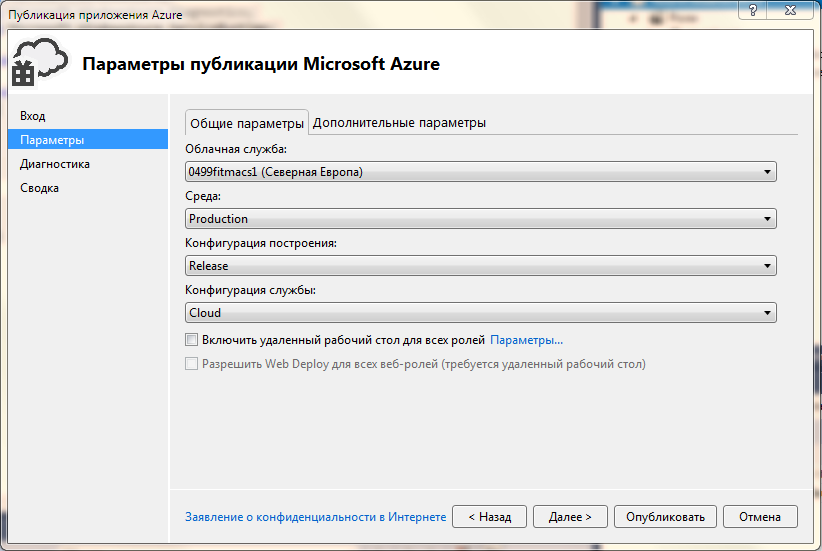 Публикация приложения Azure
?
Параметры публикации Microsoft Azure
Вход
Параметры
Диагностика
Сводка
Общие параметры
Дополнительные параметры
Облачная служба:
0499fitmacs1 (Северная Европа)
Среда:
Production
Конфигурация построения:
Release
Конфигурация службы:
Cloud
Включить удаленный рабочий стол для всех ролей Параметры...
Разрешить Web Deploy для всех веб-ролей (требуется удаленный рабочий стол)
Заявление о конфиденциальности в Интернете
< Назад
Далее >
Опубликовать
Отмена